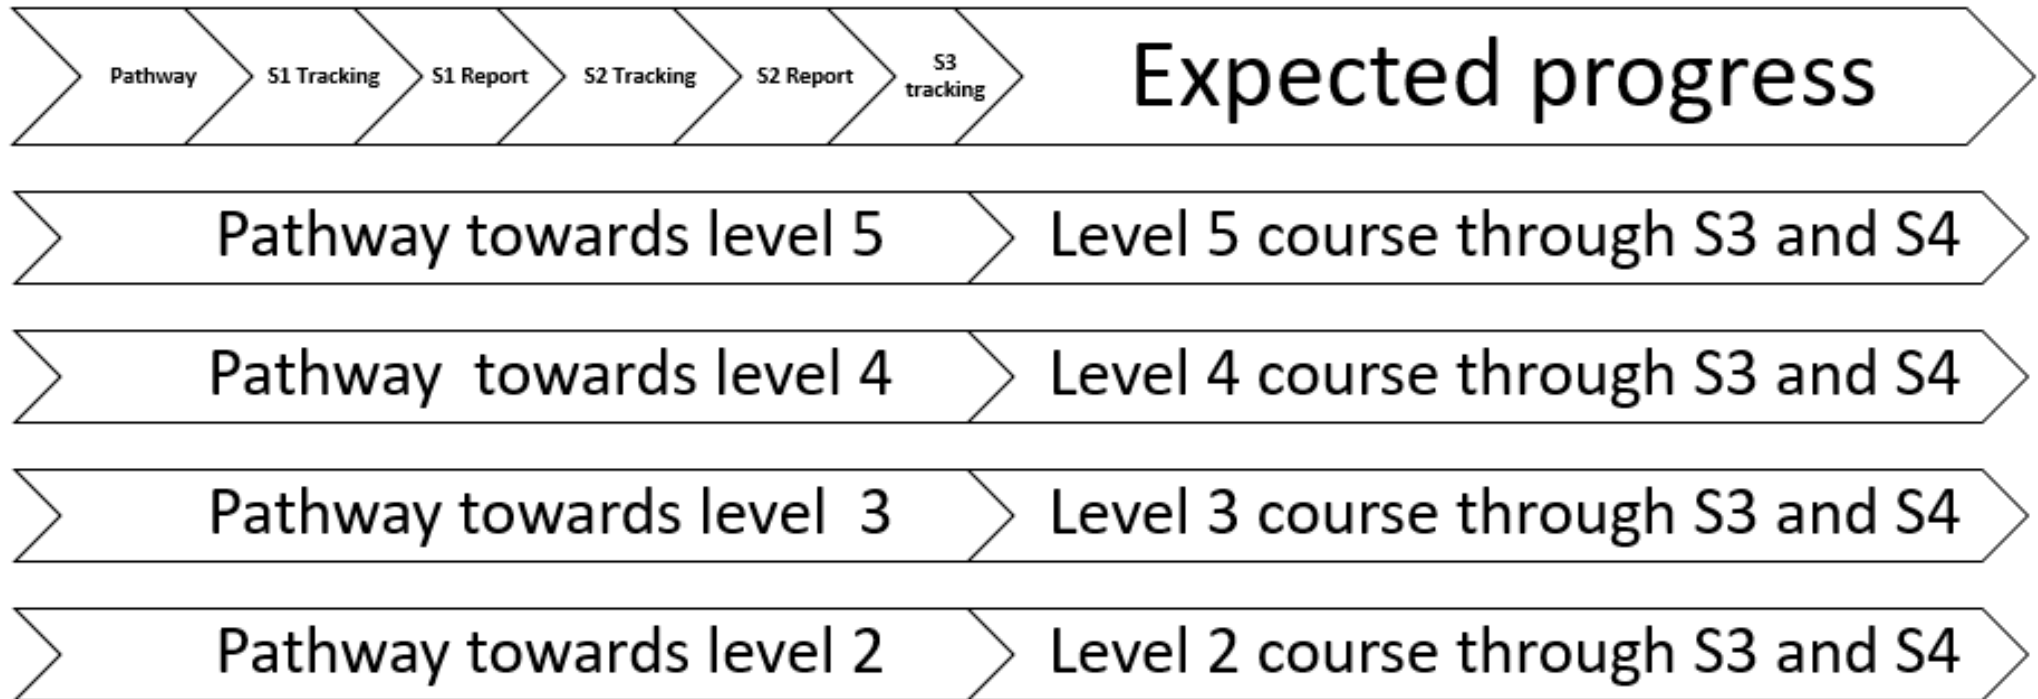 Pathway
S1 Tracking
S1 Report
S2 Tracking
S2 Report
S3
tracking
Expected progress
Pathway towards level 5
Level 5 course through S3 and S4
Pathway  towards level 4
Level 4 course through S3 and S4
Pathway towards level  3
Level 3 course through S3 and S4
Pathway towards level 2
Level 2 course through S3 and S4